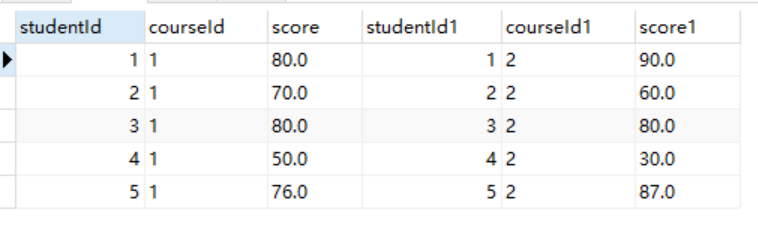 studentId courseId score studentId1 courseId1 score1
1 1 80.0 1 2 90.0
2 1 70.0 2 2 60.0
3 1 80.0 3 2 80.0
4 1 50.0 4 2 30.0
5 1 76.0 5 2 87.0